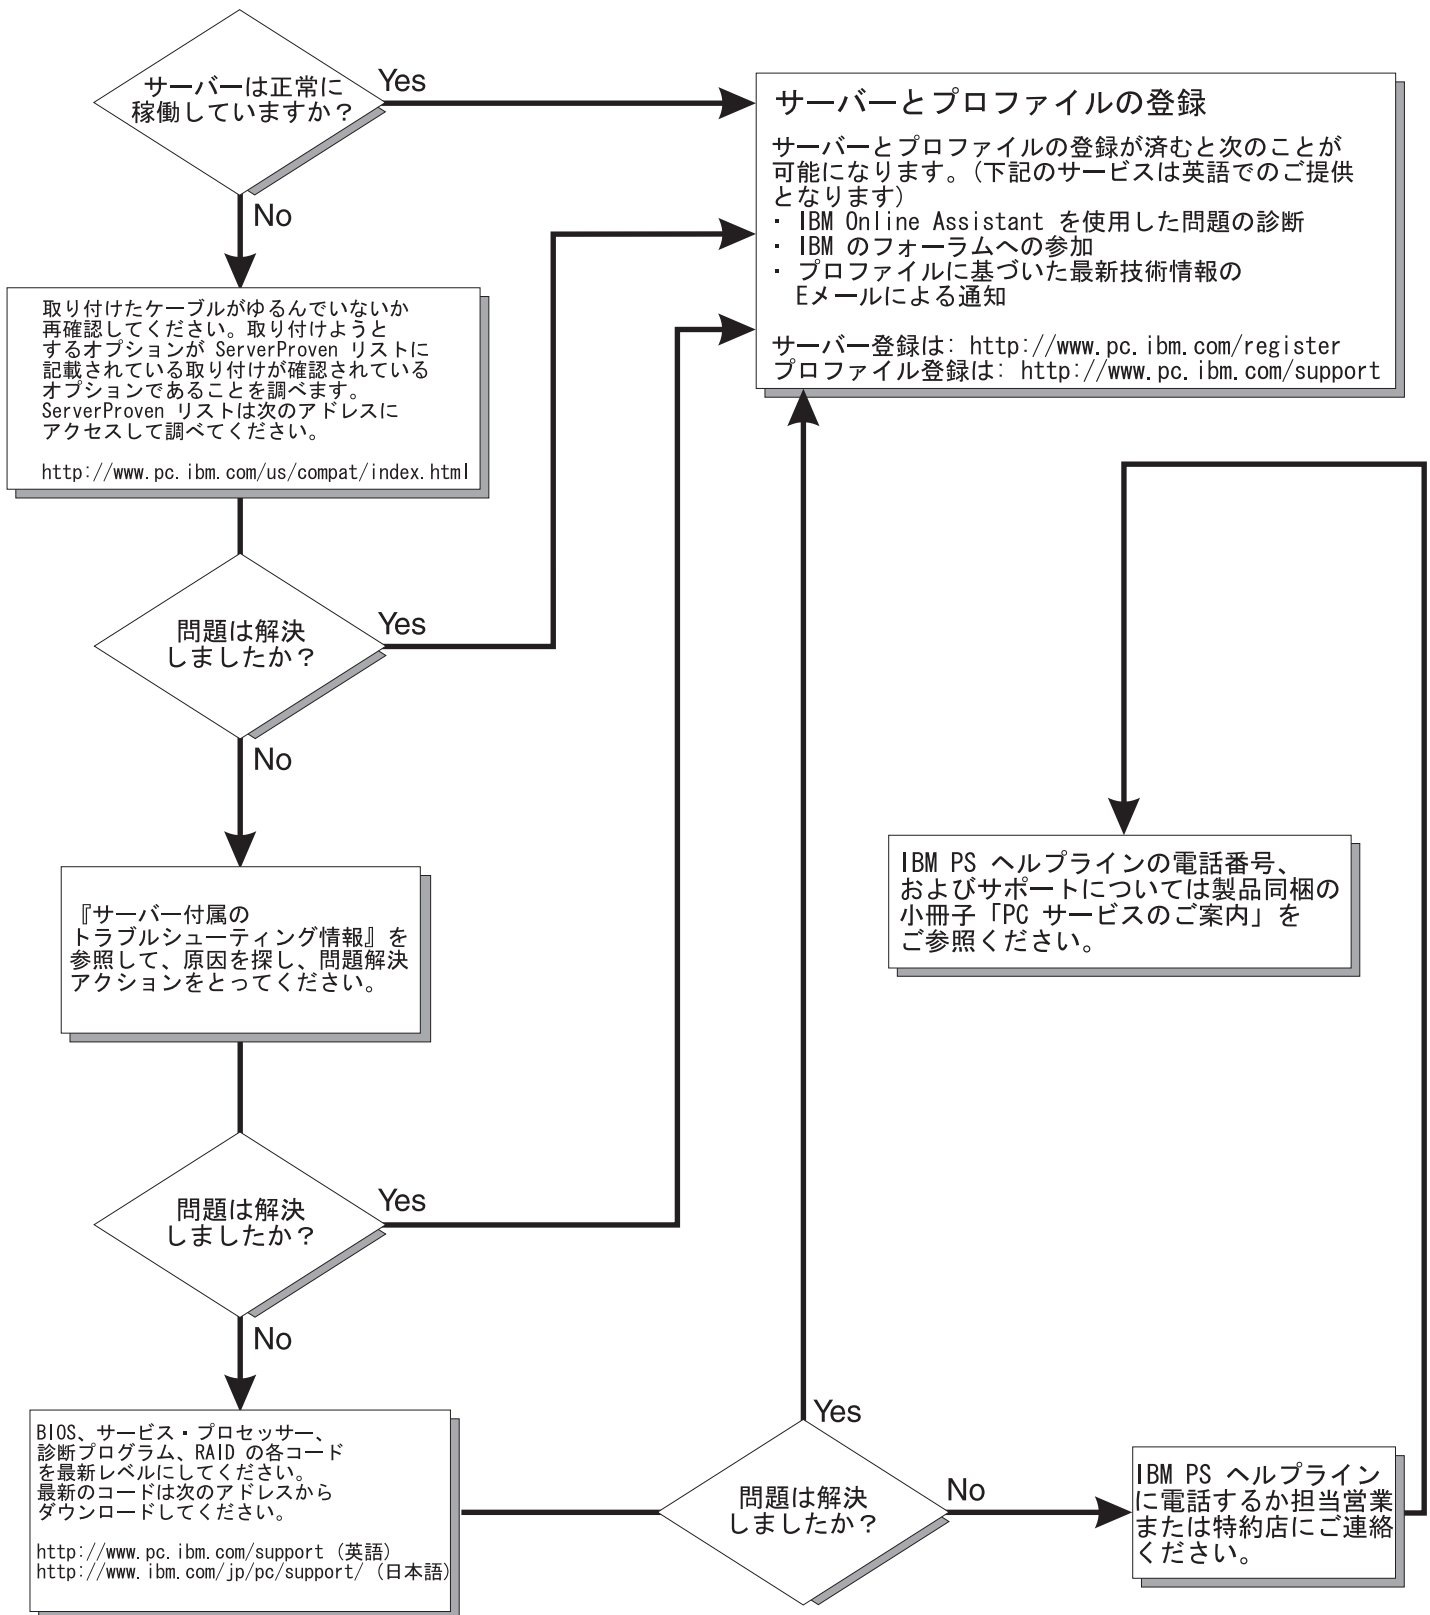 サーバーは正常に
稼働していますか？
Yes
No
サーバーとプロファイルの登録
サーバーとプロファイルの登録が済むと次のことが
可能になります。(下記のサービスは英語でのご提供
となります)
・ IBM Online Assistant を使用した問題の診断
・ IBM のフォーラムへの参加
・ プロファイルに基づいた最新技術情報の
Eメールによる通知
サーバー登録は: http://www.pc.ibm.com/register
プロファイル登録は: http://www.pc.ibm.com/support
取り付けたケーブルがゆるんでいないか
再確認してください。取り付けようと
するオプションが ServerProven リストに
記載されている取り付けが確認されている
オプションであることを調べます。
ServerProven リストは次のアドレスに
アクセスして調べてください。
http://www.pc.ibm.com/us/compat/index.html
問題は解決
しましたか？
Yes
No
『サーバー付属の
トラブルシューティング情報』を
参照して、原因を探し、問題解決
アクションをとってください。
IBM PS ヘルプラインの電話番号、
およびサポートについては製品同梱の
小冊子「PC サービスのご案内」を
ご参照ください。
問題は解決
しましたか？
Yes
No
BIOS、サービス・プロセッサー、
診断プログラム、RAID の各コード
を最新レベルにしてください。
最新のコードは次のアドレスから
ダウンロードしてください。
http://www.pc.ibm.com/support (英語)
http://www.ibm.com/jp/pc/support/ (日本語)
問題は解決
しましたか？
Yes
No
IBM PS ヘルプライン
に電話するか担当営業
または特約店にご連絡
ください。